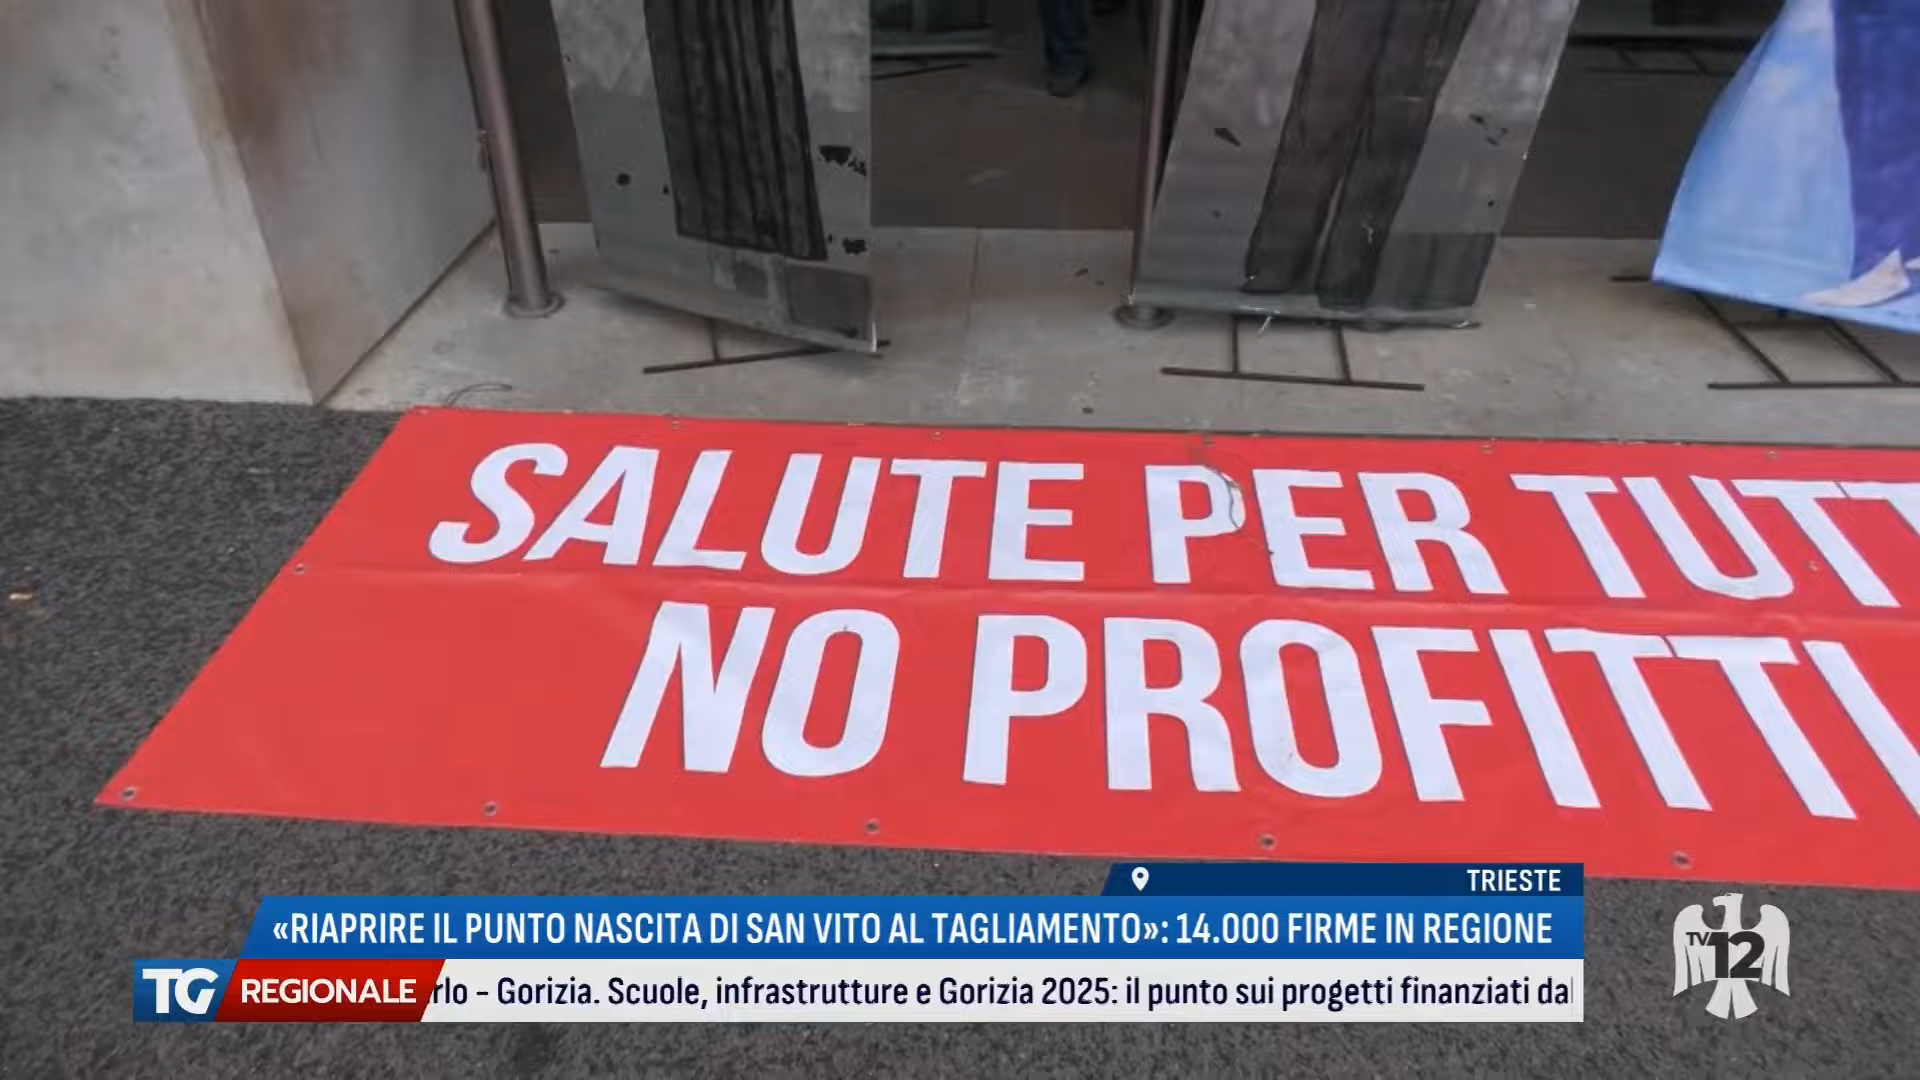 SALUTE PER TUTT
NO PROFITTI
TRIESTE
«RIAPRIRE IL PUNTO NASCITA DI SAN VITO AL TAGLIAMENTO»: 14.000 FIRME IN REGIONE
TG REGIONALE
rlo - Gorizia. Scuole, infrastrutture e Gorizia 2025: il punto sui progetti finanziati dal
TV12